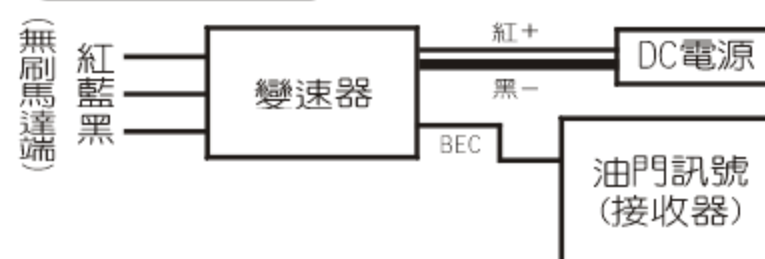 (無刷馬達端)
紅
藍
黑
變速器
紅+
黑-
BEC
DC電源
油門訊號
(接收器)